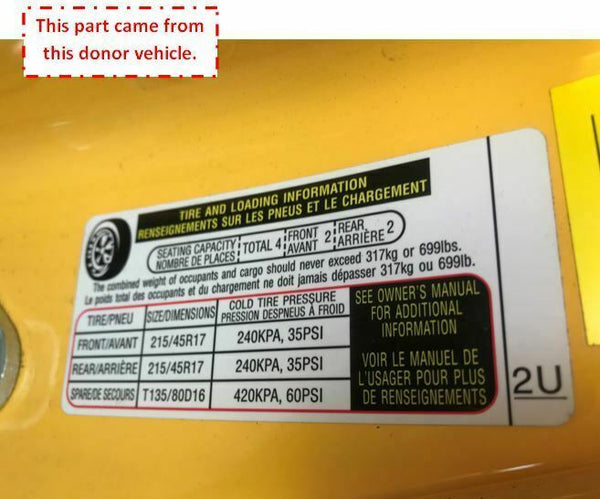 This part came from
this donor vehicle.
TIRE AND LOADING INFORMATION
RENSEIGNEMENTS SUR LES PNEUS ET LE CHARGEMENT
SEATING CAPACITY TOTAL 4 FRONT 2 REAR 2
NOMBRE DE PLACES AVANT ARRIÈRE
The combined weight of occupants and cargo should never exceed 317kg or 699lbs.
Le poids total des occupants et du chargement ne doit jamais dépasser 317kg ou 699lb.
TIRE/PNEU SIZE/DIMENSIONS COLD TIRE PRESSURE
PRESSION DESPNEUS À FROID
FRONT/AVANT 215/45R17 240KPA, 35PSI
REAR/ARRIÈRE 215/45R17 240KPA, 35PSI
SPARE/DE SECOURS T135/80D16 420KPA, 60PSI
SEE OWNER'S MANUAL
FOR ADDITIONAL
INFORMATION
VOIR LE MANUEL DE
L'USAGER POUR PLUS
DE RENSEIGNEMENTS
2U